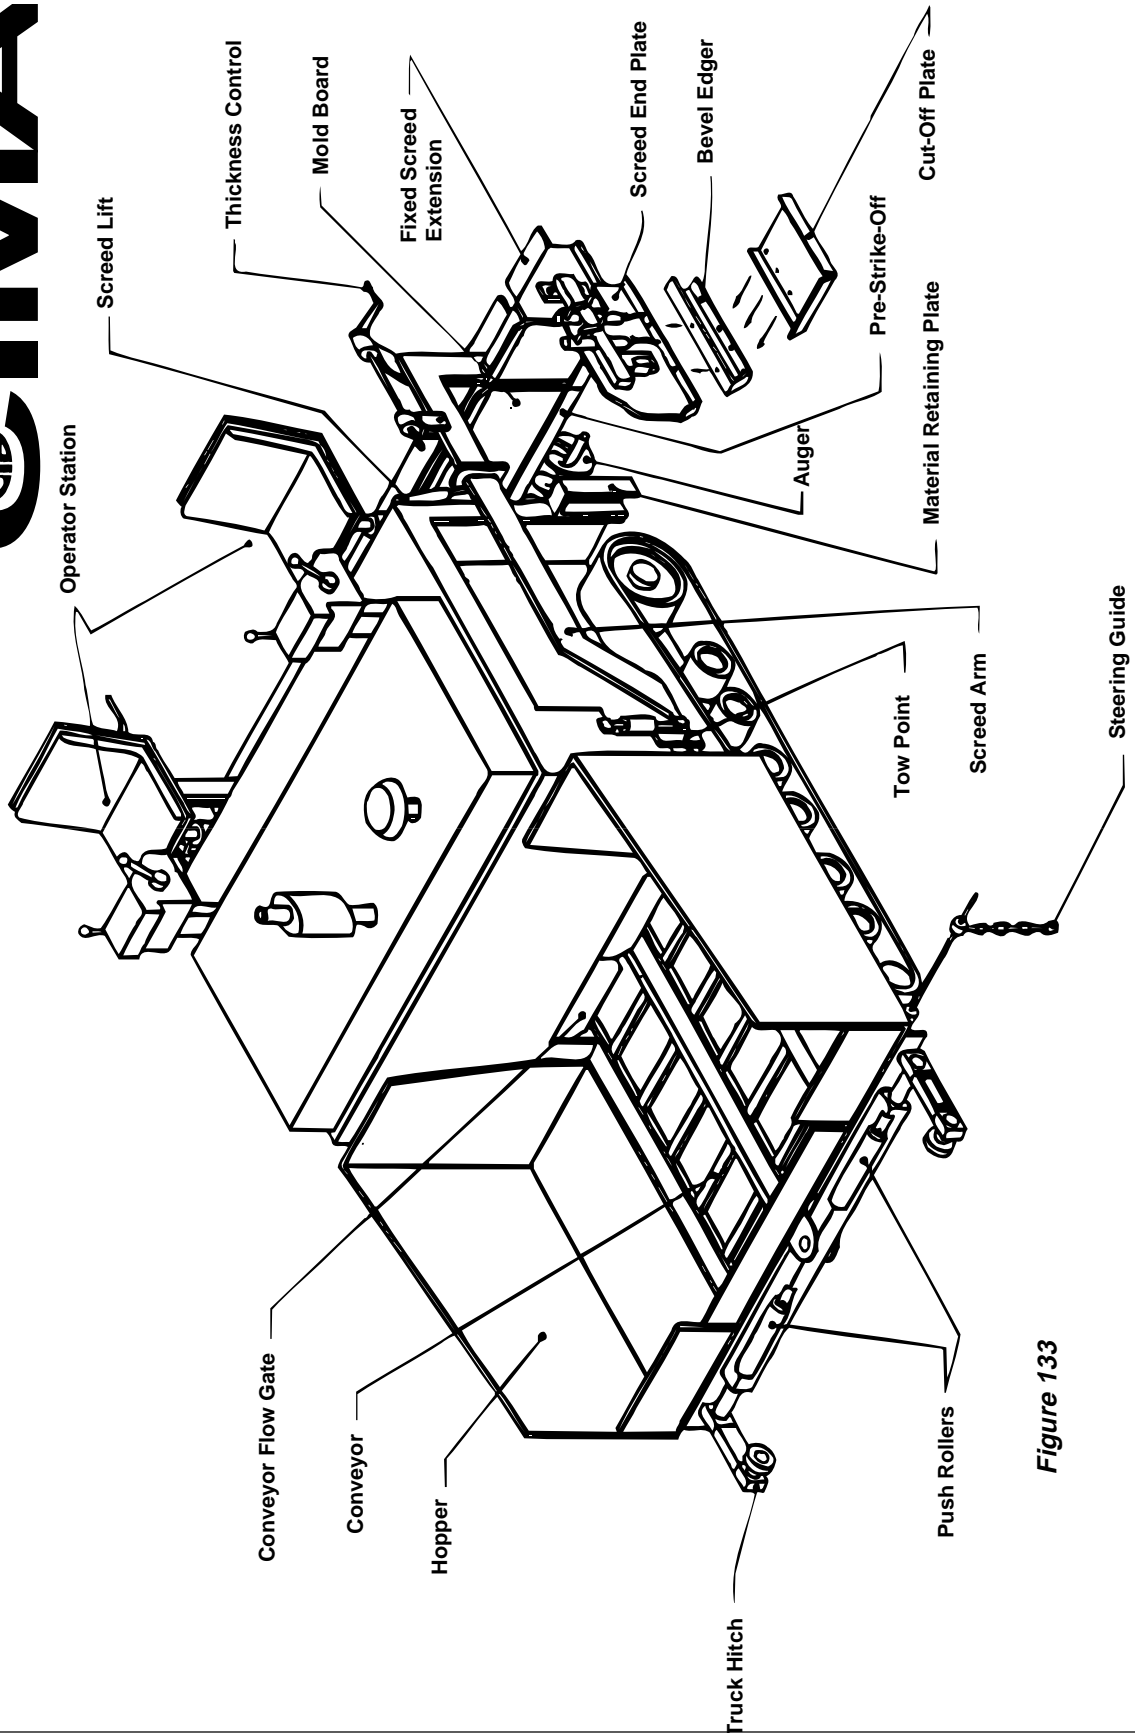 Operator Station
Screed Lift
Thickness Control
Mold Board
Fixed Screed
Extension
Screed End Plate
Bevel Edger
Cut-Off Plate
Pre-Strike-Off
Auger
Material Retaining Plate
Screed Arm
Tow Point
Steering Guide
Conveyor Flow Gate
Conveyor
Hopper
Truck Hitch
Push Rollers
Figure 133